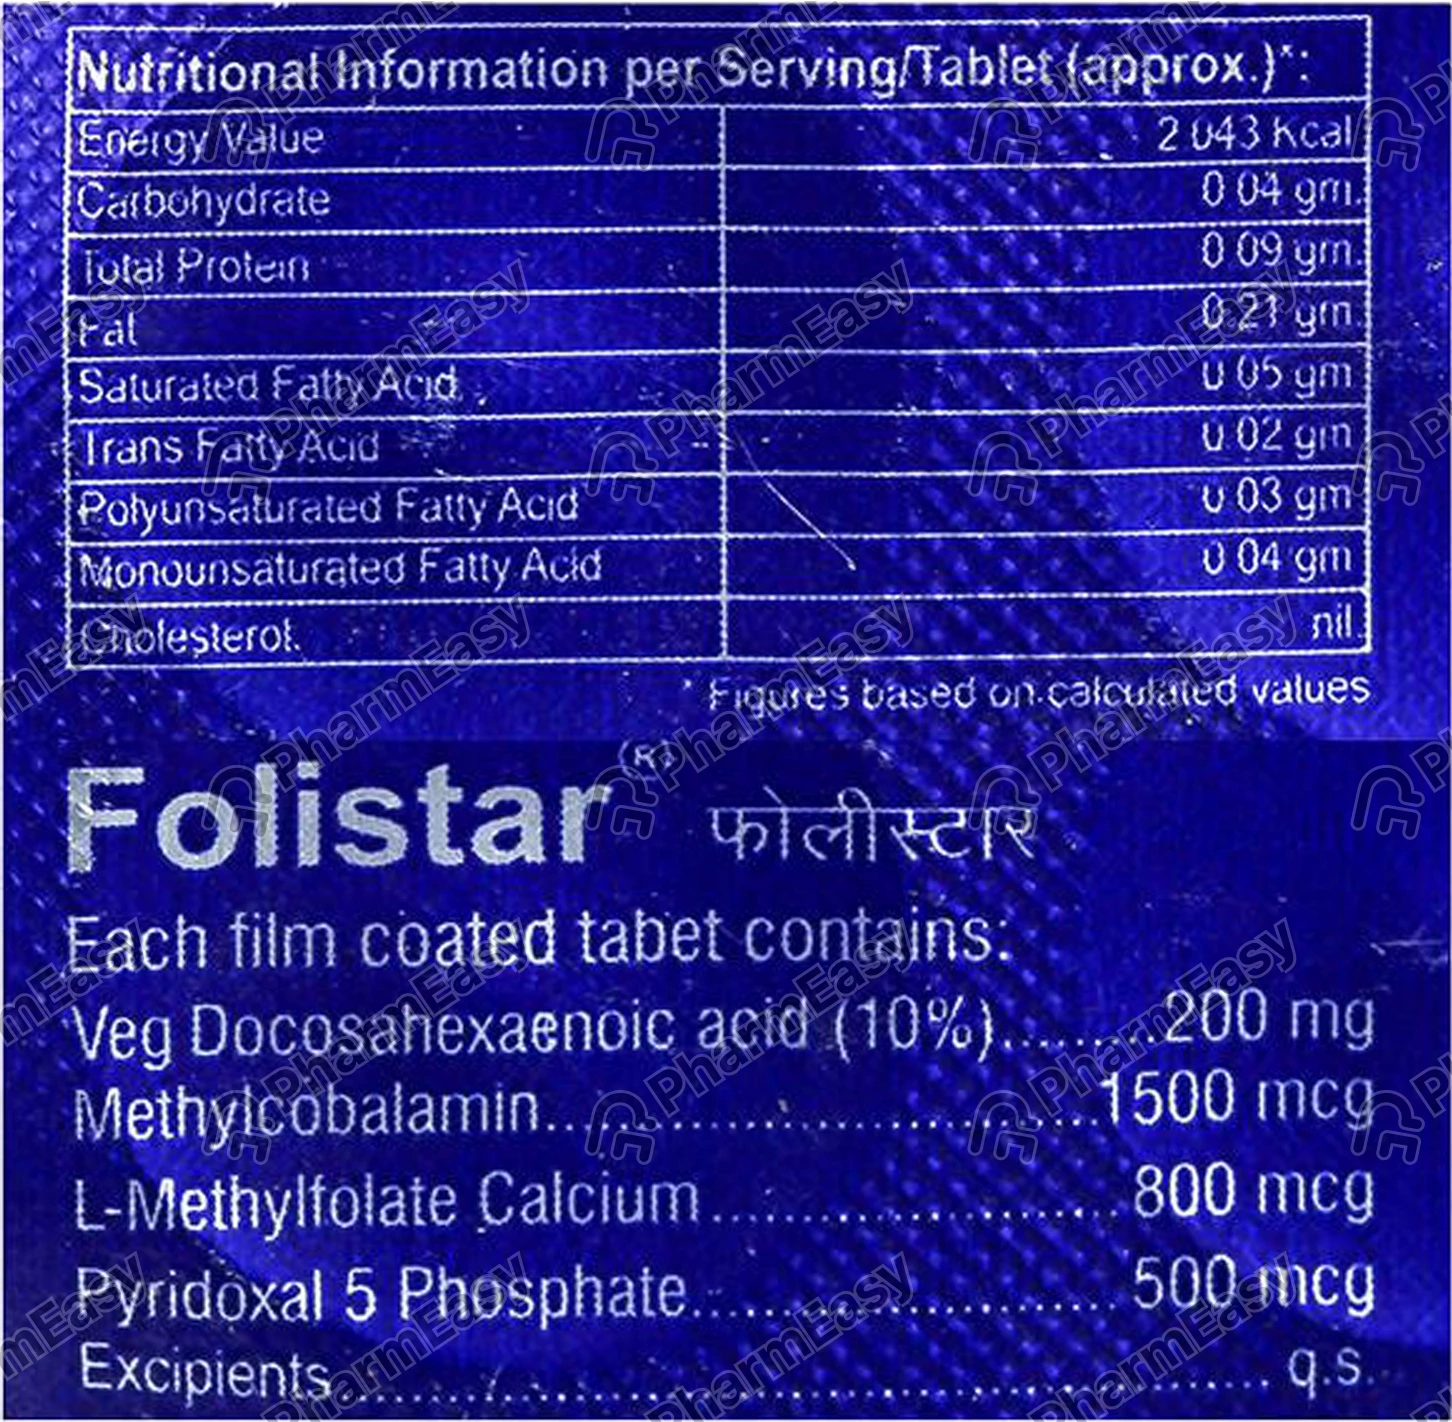 Nutritional Information per Serving/Tablet (approx.)*:
Energy Value 2.043 Kcal
Carbohydrate 0.04 gm.
Total Protein 0.09 gm.
Fat 0.21 gm.
Saturated Fatty Acid 0.05 gm
Trans Fatty Acid 0.02 gm
Polyunsaturated Fatty Acid 0.03 gm
Monounsaturated Fatty Acid 0.04 gm
Cholesterol. nil.
* Figures based on calculated values
Folistar® फोलीस्टार
Each film coated tabet contains:
Veg Docosahexaenoic acid (10%).........200 mg
Methylcobalamin..............................1500 mcg
L-Methylfolate Calcium......................800 mcg
Pyridoxal 5 Phosphate.......................500 mcg
Excipients.................................................q.s.
PharmEasy